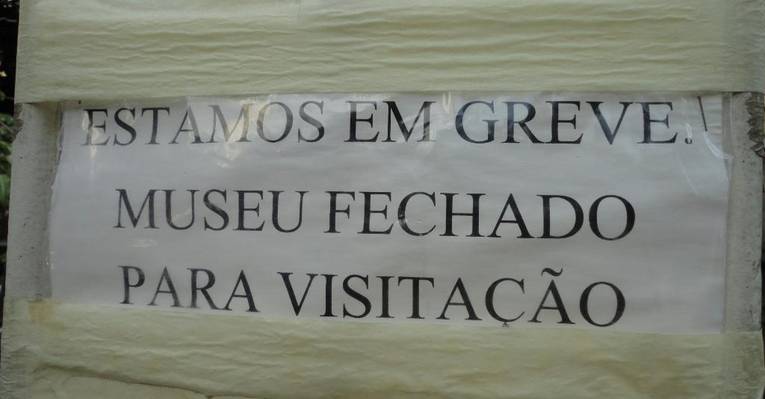 ESTAMOS EM GREVE!
MUSEU FECHADO
PARA VISITAÇÃO